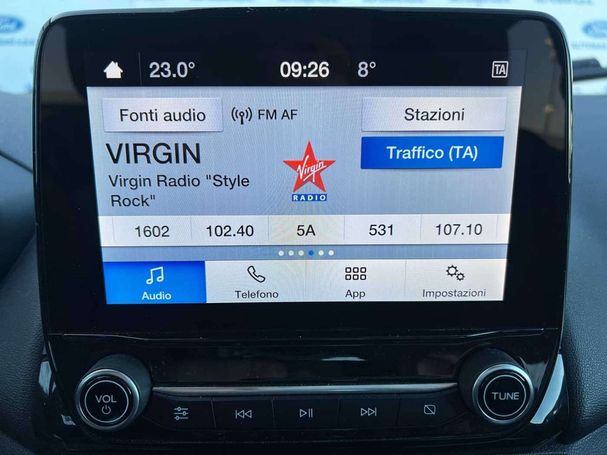 23.0° 09:26 8° TA
Fonti audio FM AF Stazioni
VIRGIN
Traffico (TA)
Virgin Radio "Style
Rock"
Virgin
RADIO
1602 102.40 5A 531 107.10
Audio Telefono App Impostazioni
VOL TUNE